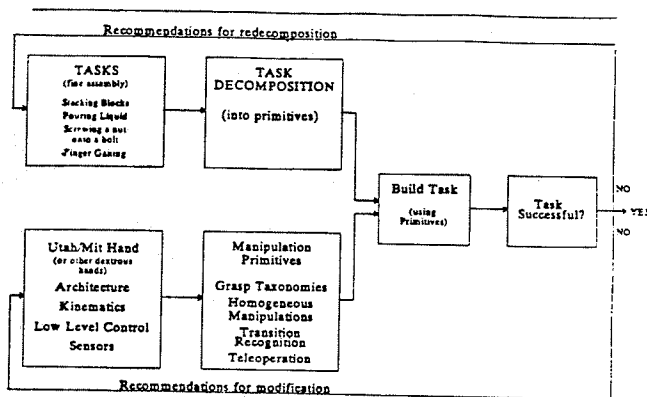 Recommendations for redecomposition
TASKS
(fine assembly)
Stacking Blocks
Pouring Liquid
Screwing a nut
onto a bolt
Finger Gaiting
TASK
DECOMPOSITION
(into primitives)
Build Task
(using
Primitives)
Task
Successful?
NO
YES
NO
Utah/Mit Hand
(or other dextrous
hands)
Architecture
Kinematics
Low Level Control
Sensors
Manipulation
Primitives
Grasp Taxonomies
Homogeneous
Manipulations
Transition
Recognition
Teleoperation
Recommendations for modification